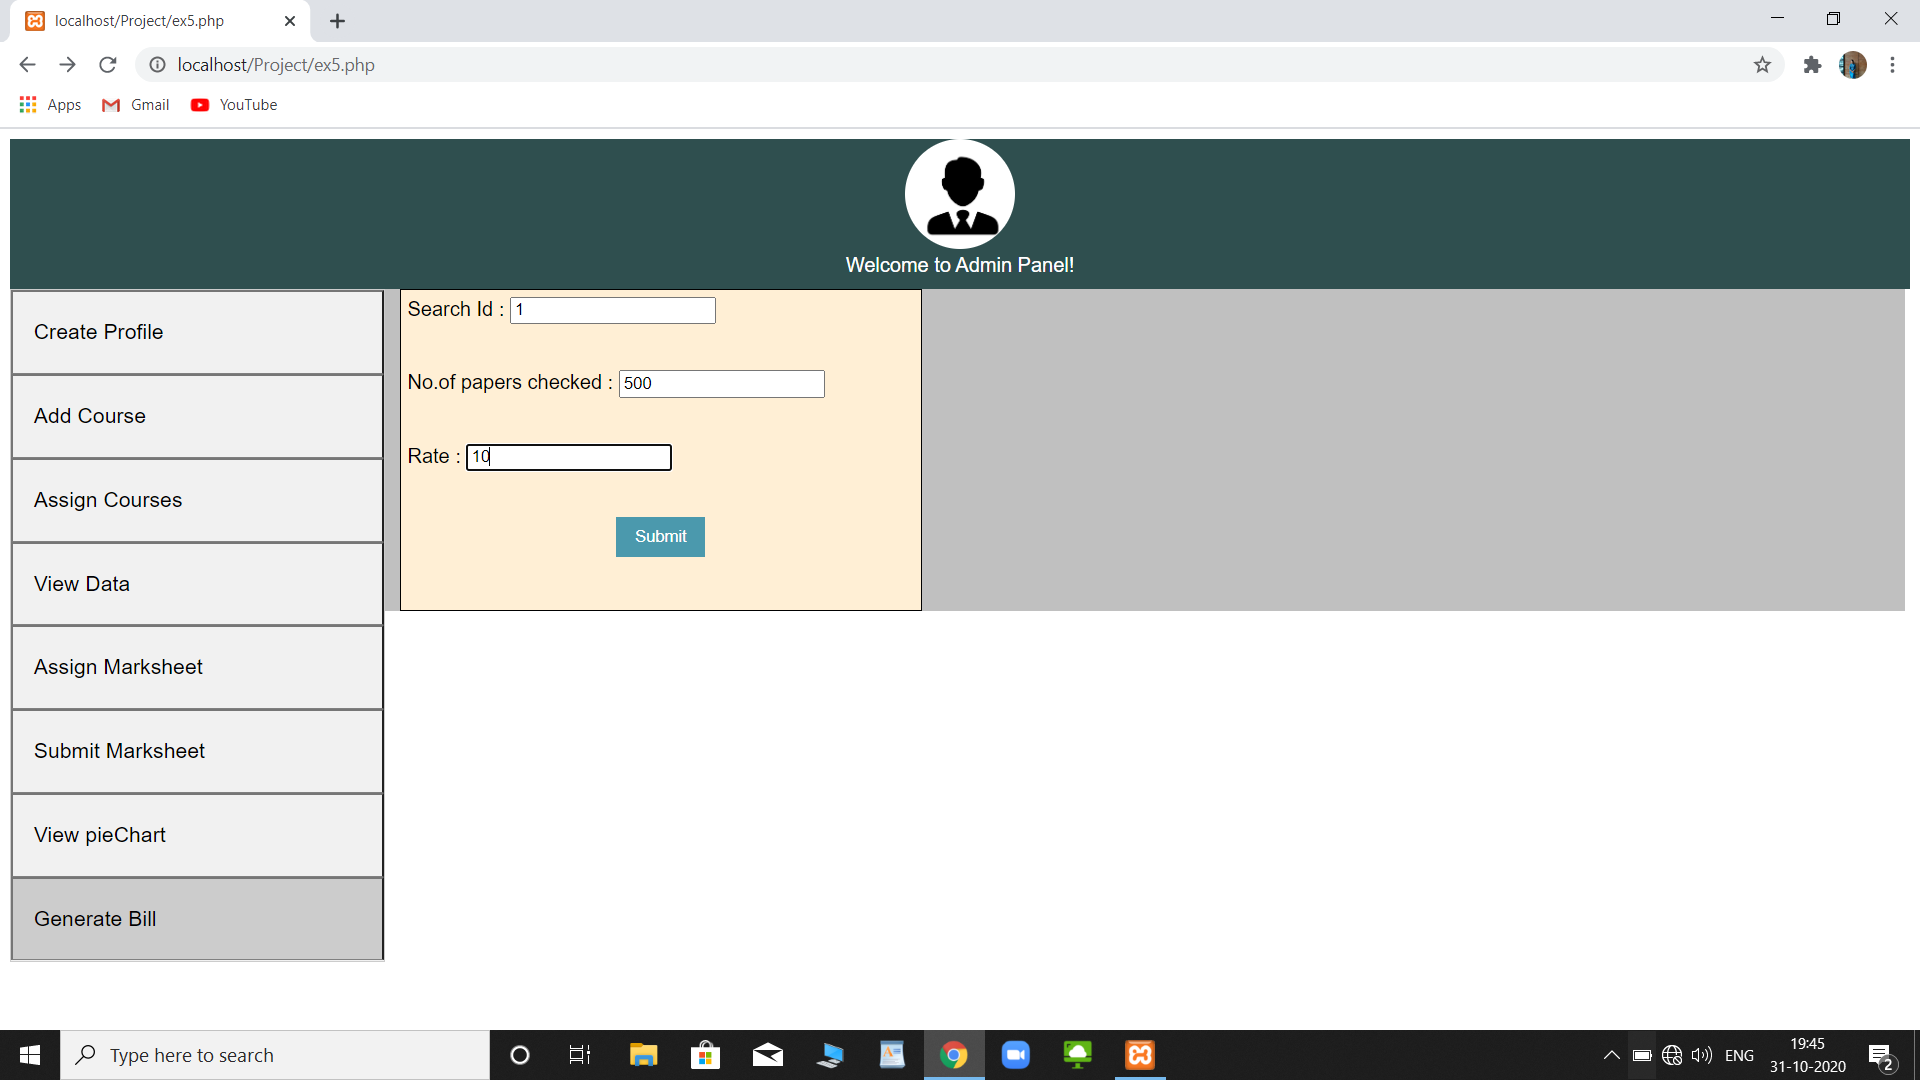 localhost/Project/ex5.php
localhost/Project/ex5.php
Apps Gmail YouTube
Welcome to Admin Panel!
Create Profile
Add Course
Assign Courses
View Data
Assign Marksheet
Submit Marksheet
View pieChart
Generate Bill
Search Id : 1
No.of papers checked : 500
Rate : 10
Submit
Type here to search
ENG
19:45
31-10-2020
2